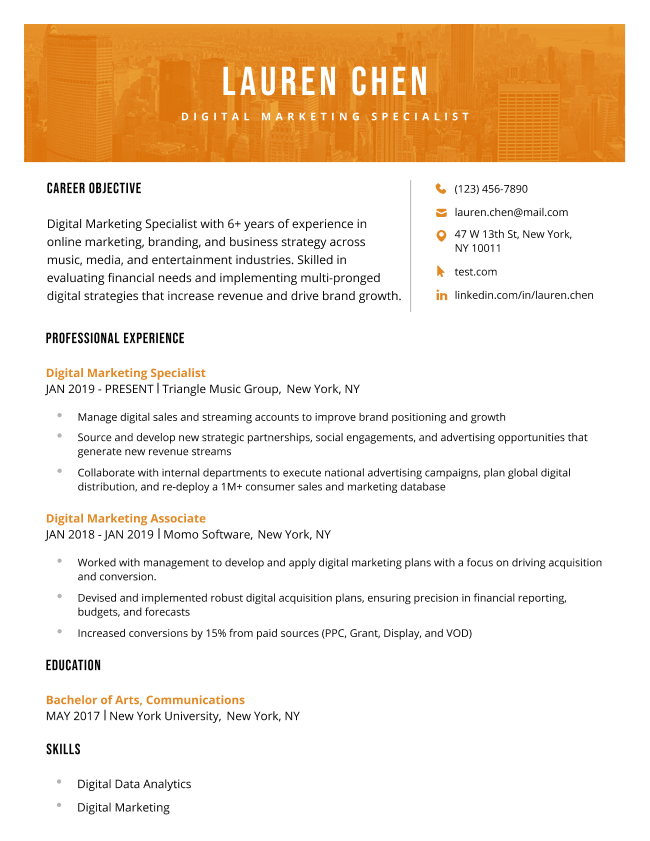 LAUREN CHEN
DIGITAL MARKETING SPECIALIST
CAREER OBJECTIVE
Digital Marketing Specialist with 6+ years of experience in
online marketing, branding, and business strategy across
music, media, and entertainment industries. Skilled in
evaluating financial needs and implementing multi-pronged
digital strategies that increase revenue and drive brand growth.
(123) 456-7890
lauren.chen@mail.com
47 W 13th St, New York,
NY 10011
test.com
linkedin.com/in/lauren.chen
PROFESSIONAL EXPERIENCE
Digital Marketing Specialist
JAN 2019 - PRESENT | Triangle Music Group, New York, NY
Manage digital sales and streaming accounts to improve brand positioning and growth
Source and develop new strategic partnerships, social engagements, and advertising opportunities that
generate new revenue streams
Collaborate with internal departments to execute national advertising campaigns, plan global digital
distribution, and re-deploy a 1M+ consumer sales and marketing database
Digital Marketing Associate
JAN 2018 - JAN 2019 | Momo Software, New York, NY
Worked with management to develop and apply digital marketing plans with a focus on driving acquisition
and conversion.
Devised and implemented robust digital acquisition plans, ensuring precision in financial reporting,
budgets, and forecasts
Increased conversions by 15% from paid sources (PPC, Grant, Display, and VOD)
EDUCATION
Bachelor of Arts, Communications
MAY 2017 | New York University, New York, NY
SKILLS
Digital Data Analytics
Digital Marketing